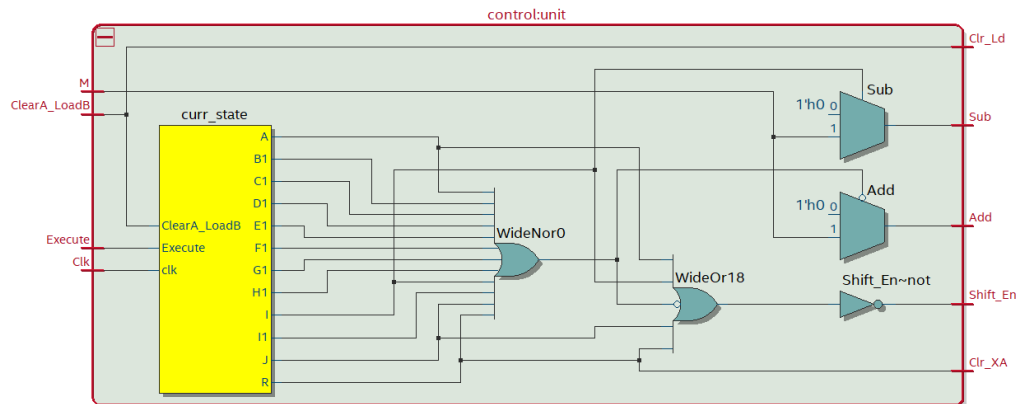 control:unit
Clr_Ld
M
ClearA_LoadB
curr_state
Sub
1'h0 0
1
Sub
A
B1
C1
D1
ClearA_LoadB
E1
Execute
Execute
F1
Clk
clk
G1
H1
I
I1
J
R
WideNor0
Add
1'h0 0
1
Add
WideOr18
Shift_En~not
Shift_En
Clr_XA